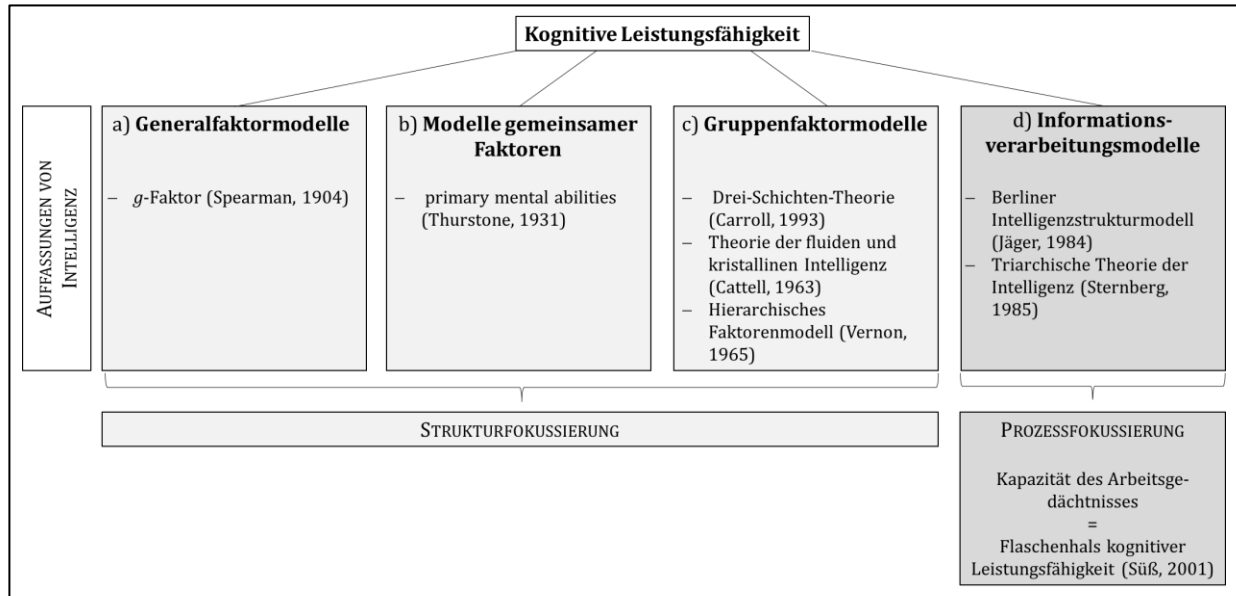 Kognitive Leistungsfähigkeit
AUFFASSUNGEN VON
INTELLIGENZ
a) Generalfaktormodelle
– g-Faktor (Spearman, 1904)
b) Modelle gemeinsamer
Faktoren
– primary mental abilities
(Thurstone, 1931)
c) Gruppenfaktormodelle
– Drei-Schichten-Theorie
(Carroll, 1993)
– Theorie der fluiden und
kristallinen Intelligenz
(Cattell, 1963)
– Hierarchisches
Faktorenmodell (Vernon,
1965)
d) Informations-
verarbeitungsmodelle
– Berliner
Intelligenzstrukturmodell
(Jäger, 1984)
– Triarchische Theorie der
Intelligenz (Sternberg,
1985)
STRUKTURFOKUSSIERUNG
PROZESSFOKUSSIERUNG
Kapazität des Arbeitsge-
dächtnisses
=
Flaschenhals kognitiver
Leistungsfähigkeit (Süß, 2001)